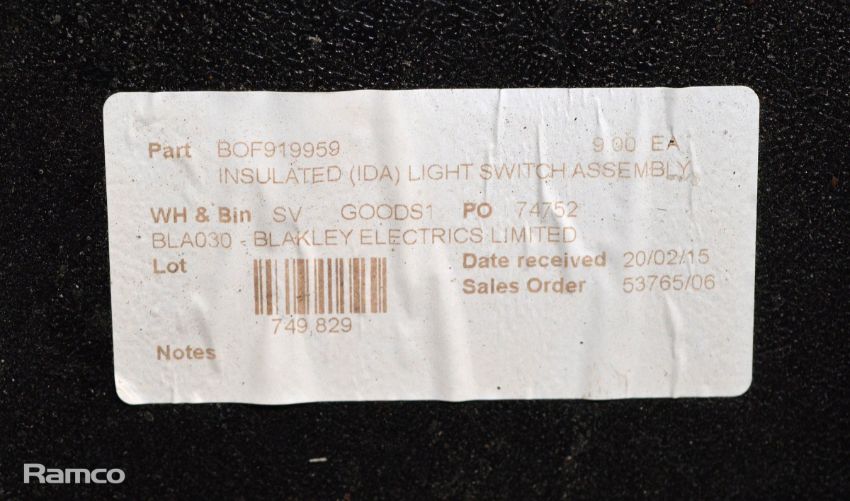 Part BOF919959 9.00 EA
INSULATED (IDA) LIGHT SWITCH ASSEMBLY
WH & Bin SV GOODS1 PO 74752
BLA030 - BLAKLEY ELECTRICS LIMITED
Lot Date received 20/02/15
Sales Order 53765/06
749,829
Notes
Ramco